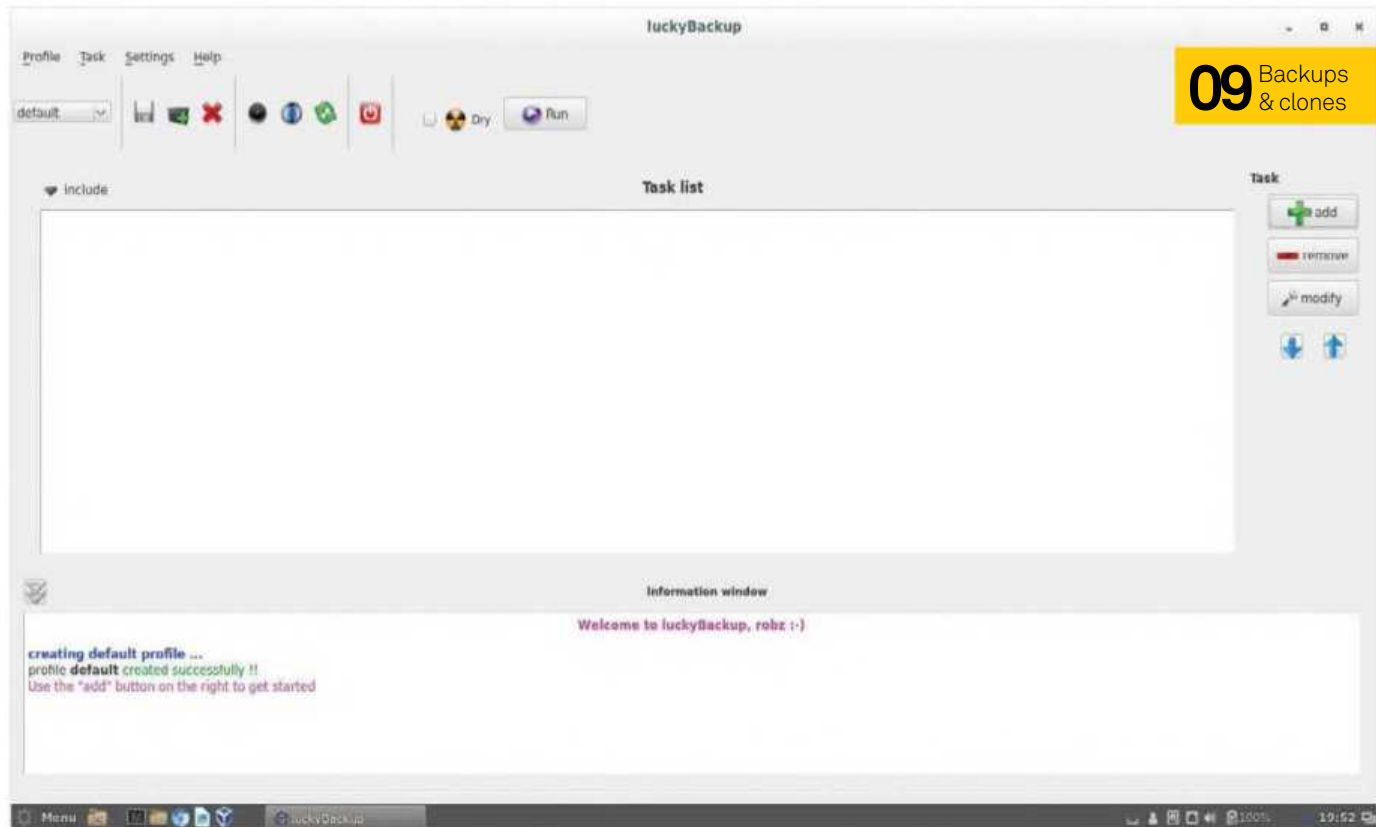 luckyBackup
Profile Task Settings Help
09 Backups & clones
default
Dry
Run
include
Task list
Task
add
remove
modify
Information window
Welcome to luckyBackup, robz :-)
creating default profile ...
profile default created successfully !!
Use the "add" button on the right to get started
Menu
luckyBackup
100%
19:52